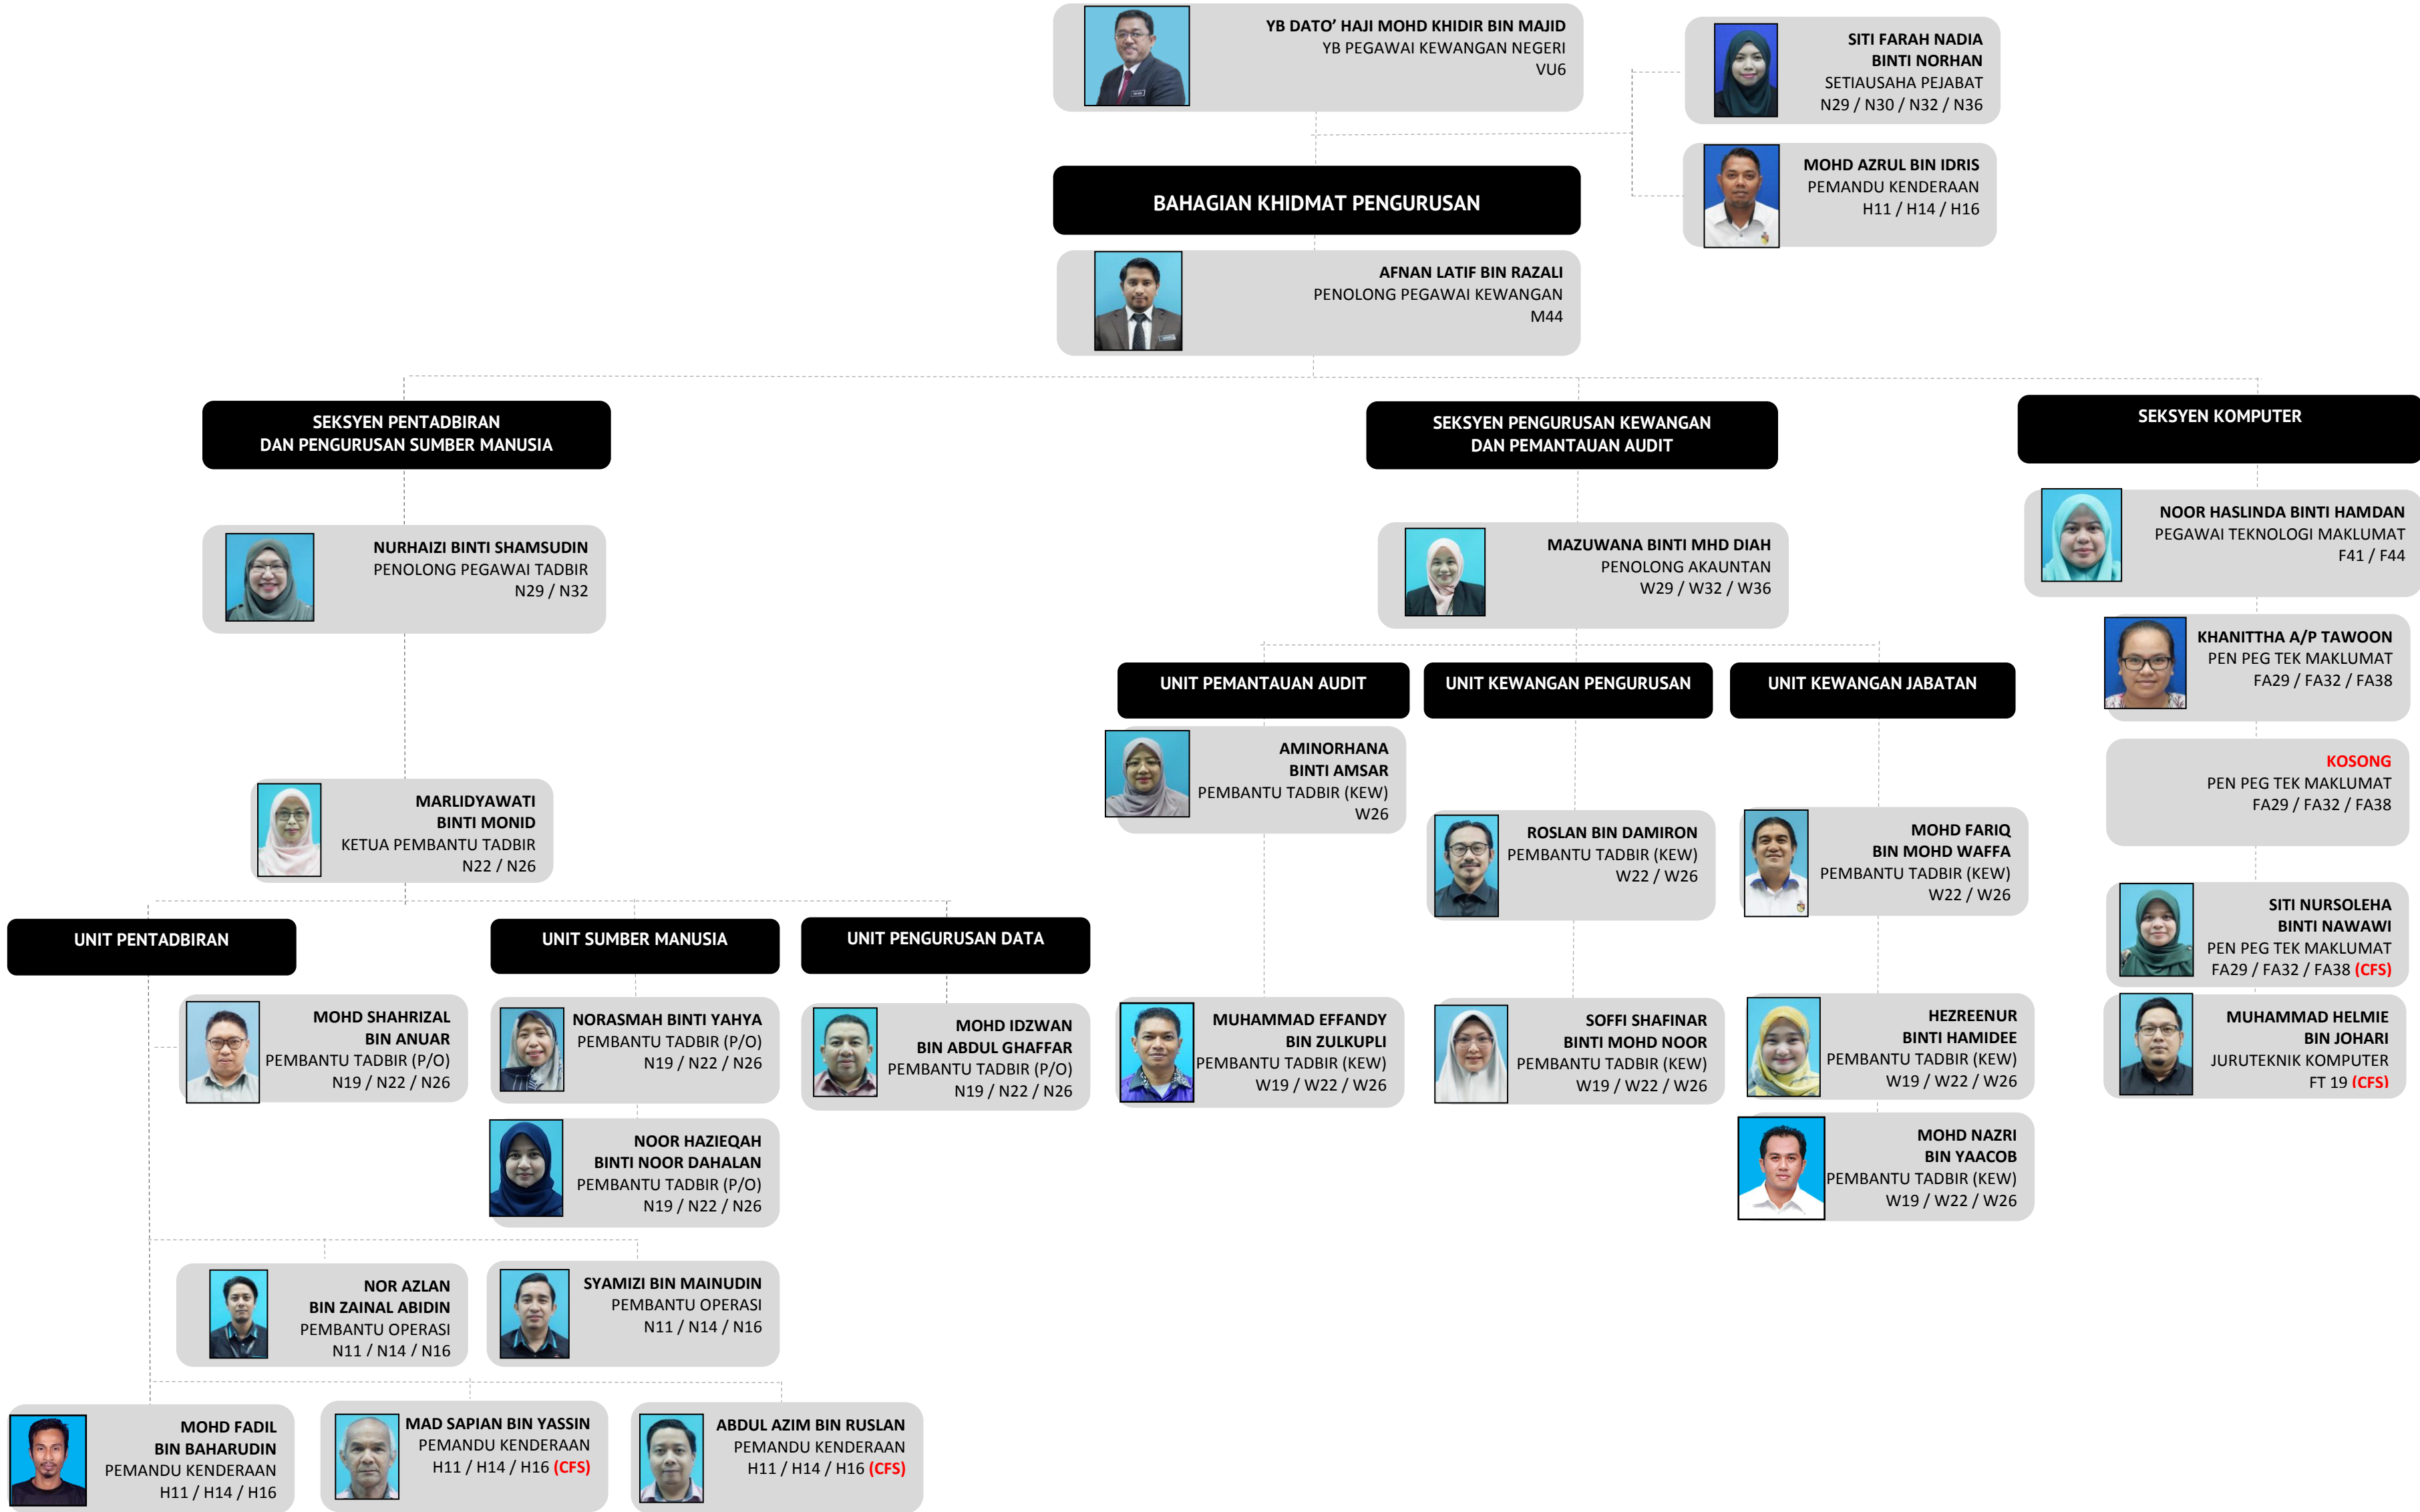 YB DATO’ HAJI MOHD KHIDIR BIN MAJID
YB PEGAWAI KEWANGAN NEGERI
VU6
SITI FARAH NADIA
BINTI NORHAN
SETIAUSAHA PEJABAT
N29 / N30 / N32 / N36
MOHD AZRUL BIN IDRIS
PEMANDU KENDERAAN
H11 / H14 / H16
BAHAGIAN KHIDMAT PENGURUSAN
AFNAN LATIF BIN RAZALI
PENOLONG PEGAWAI KEWANGAN
M44
SEKSYEN PENTADBIRAN
DAN PENGURUSAN SUMBER MANUSIA
NURHAIZI BINTI SHAMSUDIN
PENOLONG PEGAWAI TADBIR
N29 / N32
MARLIDYAWATI
BINTI MONID
KETUA PEMBANTU TADBIR
N22 / N26
UNIT PENTADBIRAN
MOHD SHAHRIZAL
BIN ANUAR
PEMBANTU TADBIR (P/O)
N19 / N22 / N26
UNIT SUMBER MANUSIA
NORASMAH BINTI YAHYA
PEMBANTU TADBIR (P/O)
N19 / N22 / N26
NOOR HAZIEQAH
BINTI NOOR DAHALAN
PEMBANTU TADBIR (P/O)
N19 / N22 / N26
UNIT PENGURUSAN DATA
MOHD IDZWAN
BIN ABDUL GHAFFAR
PEMBANTU TADBIR (P/O)
N19 / N22 / N26
NOR AZLAN
BIN ZAINAL ABIDIN
PEMBANTU OPERASI
N11 / N14 / N16
SYAMIZI BIN MAINUDIN
PEMBANTU OPERASI
N11 / N14 / N16
MOHD FADIL
BIN BAHARUDIN
PEMANDU KENDERAAN
H11 / H14 / H16
MAD SAPIAN BIN YASSIN
PEMANDU KENDERAAN
H11 / H14 / H16 (CFS)
ABDUL AZIM BIN RUSLAN
PEMANDU KENDERAAN
H11 / H14 / H16 (CFS)
SEKSYEN PENGURUSAN KEWANGAN
DAN PEMANTAUAN AUDIT
MAZUWANA BINTI MHD DIAH
PENOLONG AKAUNTAN
W29 / W32 / W36
UNIT PEMANTAUAN AUDIT
AMINORHANA
BINTI AMSAR
PEMBANTU TADBIR (KEW)
W26
MUHAMMAD EFFANDY
BIN ZULKUPLI
PEMBANTU TADBIR (KEW)
W19 / W22 / W26
UNIT KEWANGAN PENGURUSAN
ROSLAN BIN DAMIRON
PEMBANTU TADBIR (KEW)
W22 / W26
SOFFI SHAFINAR
BINTI MOHD NOOR
PEMBANTU TADBIR (KEW)
W19 / W22 / W26
UNIT KEWANGAN JABATAN
MOHD FARIQ
BIN MOHD WAFFA
PEMBANTU TADBIR (KEW)
W22 / W26
HEZREENUR
BINTI HAMIDEE
PEMBANTU TADBIR (KEW)
W19 / W22 / W26
MOHD NAZRI
BIN YAACOB
PEMBANTU TADBIR (KEW)
W19 / W22 / W26
SEKSYEN KOMPUTER
NOOR HASLINDA BINTI HAMDAN
PEGAWAI TEKNOLOGI MAKLUMAT
F41 / F44
KHANITTHA A/P TAWOON
PEN PEG TEK MAKLUMAT
FA29 / FA32 / FA38
KOSONG
PEN PEG TEK MAKLUMAT
FA29 / FA32 / FA38
SITI NURSOLEHA
BINTI NAWAWI
PEN PEG TEK MAKLUMAT
FA29 / FA32 / FA38 (CFS)
MUHAMMAD HELMIE
BIN JOHARI
JURUTEKNIK KOMPUTER
FT 19 (CFS)